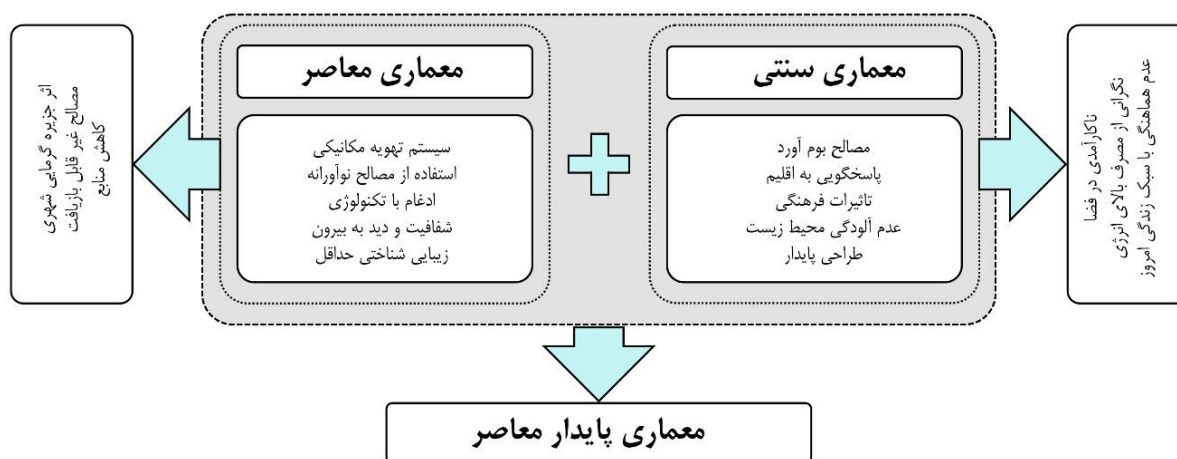 ناکارآمدی در فضا
نگرانی از مصرف بالای انرژی
عدم هماهنگی با سبک زندگی امروز
معماری سنتی
مصالح بوم آورد
پاسخگویی به اقلیم
تاثیرات فرهنگی
عدم آلودگی محیط زیست
طراحی پایدار
معماری معاصر
سیستم تهویه مکانیکی
استفاده از مصالح نوآورانه
ادغام با تکنولوژی
شفافیت و دید به بیرون
زیبایی شناختی حداقل
اثر جزیره گرمایی شهری
مصالح غیر قابل بازیافت
کاهش منابع
معماری پایدار معاصر